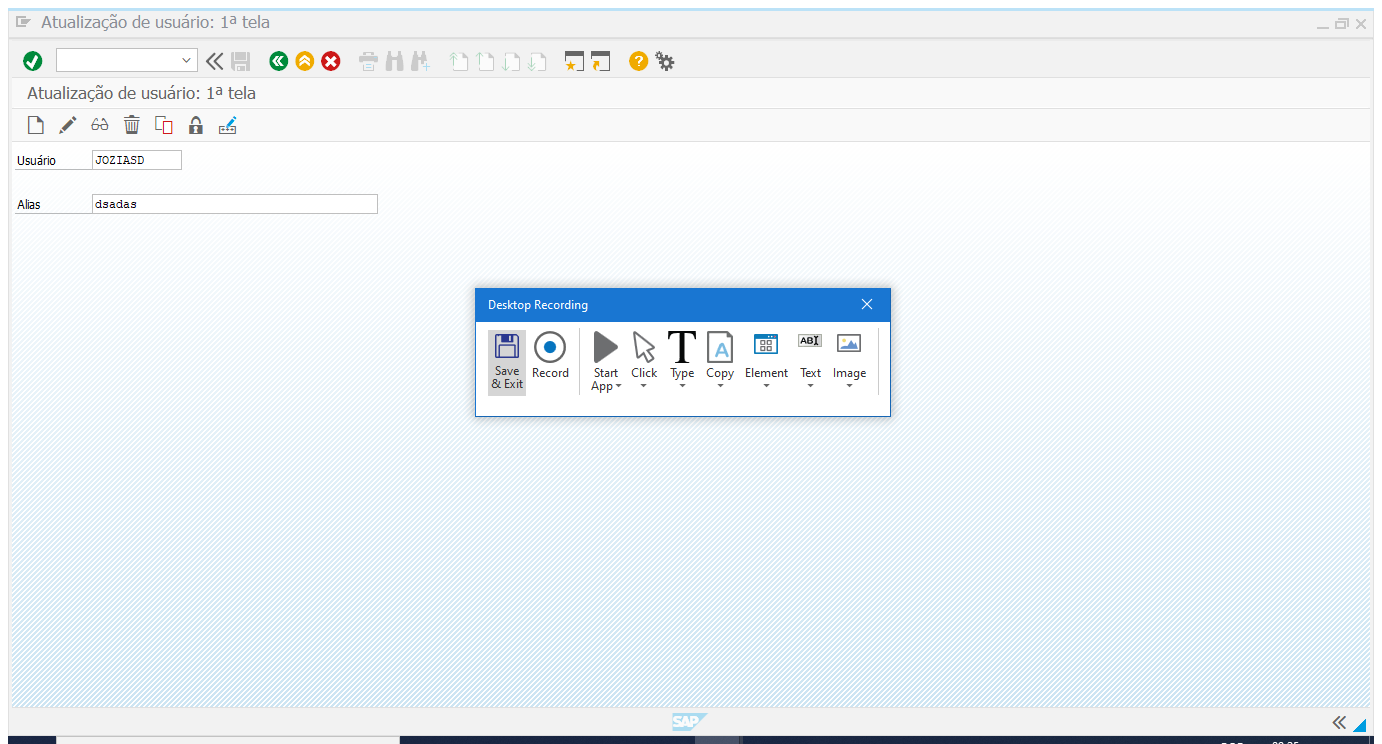 Atualização de usuário: 1ª tela
Atualização de usuário: 1ª tela
Usuário JOZIASD
Alias dsadas
Desktop Recording
Save & Exit
Record
Start App
Click
Type
Copy
Element
Text
Image
ABI
SAP